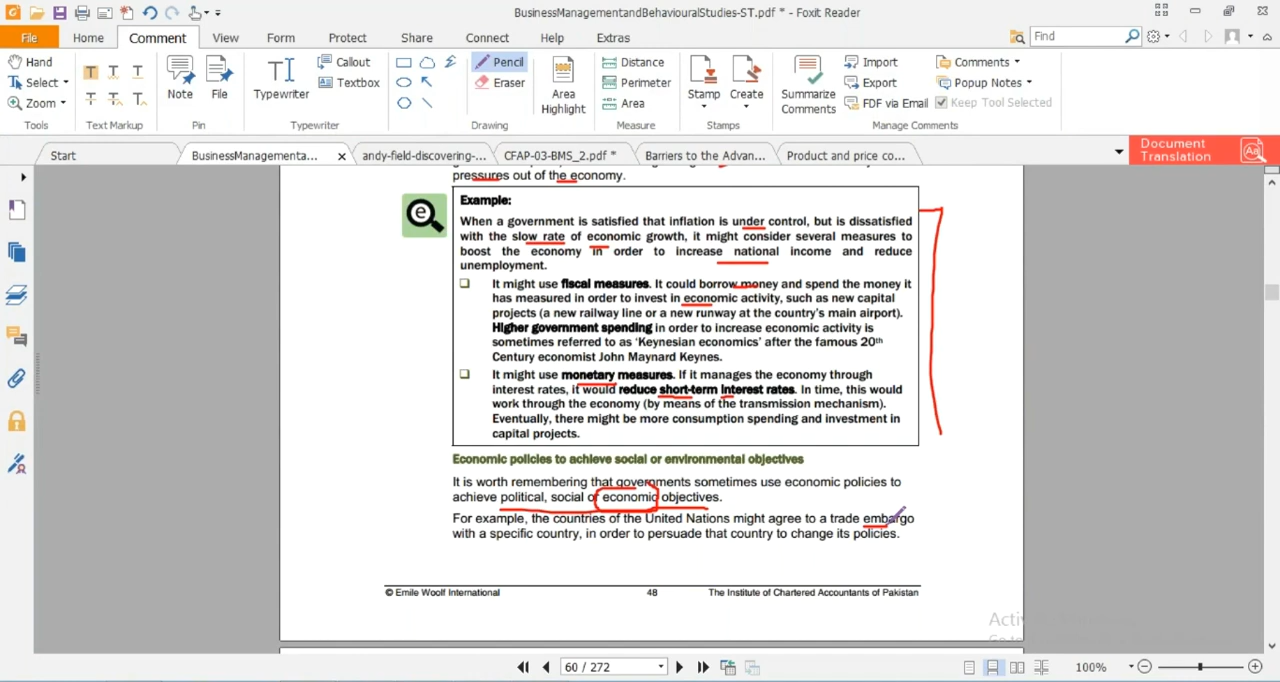 BusinessManagementandBehaviouralStudies-ST.pdf * - Foxit Reader
File Home Comment View Form Protect Share Connect Help Extras Find
Hand
Select
Zoom
Tools
Text Markup
Note
File
Pin
Typewriter
Callout
Textbox
Typewriter
Pencil
Eraser
Drawing
Area
Highlight
Distance
Perimeter
Area
Measure
Stamp
Create
Stamps
Summarize
Comments
Import
Export
FDF via Email
Comments
Popup Notes
Keep Tool Selected
Manage Comments
Start BusinessManagementa... andy-field-discovering-... CFAP-03-BMS_2.pdf * Barriers to the Advan... Product and price co...
Document
Translation
pressures out of the economy.
Example:
When a government is satisfied that inflation is under control, but is dissatisfied
with the slow rate of economic growth, it might consider several measures to
boost the economy in order to increase national income and reduce
unemployment.
It might use fiscal measures. It could borrow money and spend the money it
has measured in order to invest in economic activity, such as new capital
projects (a new railway line or a new runway at the country's main airport).
Higher government spending in order to increase economic activity is
sometimes referred to as 'Keynesian economics' after the famous 20th
Century economist John Maynard Keynes.
It might use monetary measures. If it manages the economy through
interest rates, it would reduce short-term interest rates. In time, this would
work through the economy (by means of the transmission mechanism).
Eventually, there might be more consumption spending and investment in
capital projects.
Economic policies to achieve social or environmental objectives
It is worth remembering that governments sometimes use economic policies to
achieve political, social or economic objectives.
For example, the countries of the United Nations might agree to a trade embargo
with a specific country, in order to persuade that country to change its policies.
© Emile Woolf International 48 The Institute of Chartered Accountants of Pakistan
60 / 272 100%